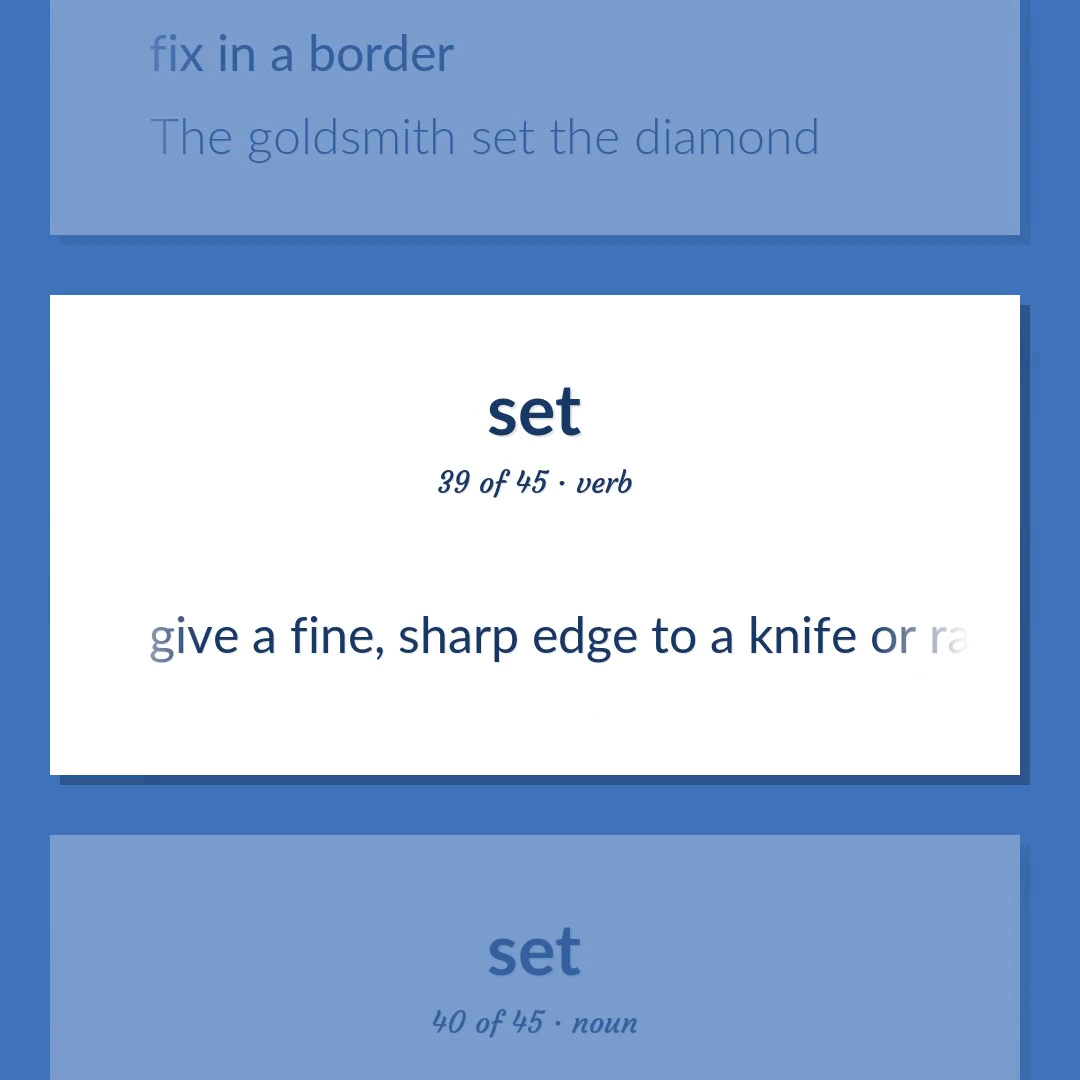 fix in a border
The goldsmith set the diamond
set
39 of 45 · verb
give a fine, sharp edge to a knife or
set
40 of 45 · noun